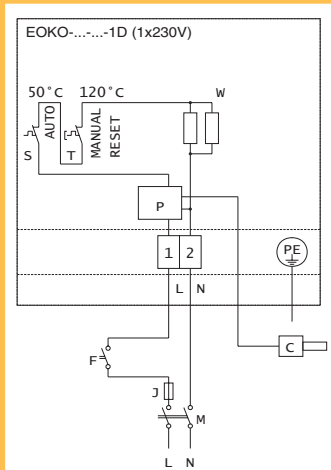 EOKO-...-...-1D (1x230V)
50°C 120°C W
AUTO
MANUAL
RESET
S T
P
1 2
PE
L N
C
F
J
M
L N